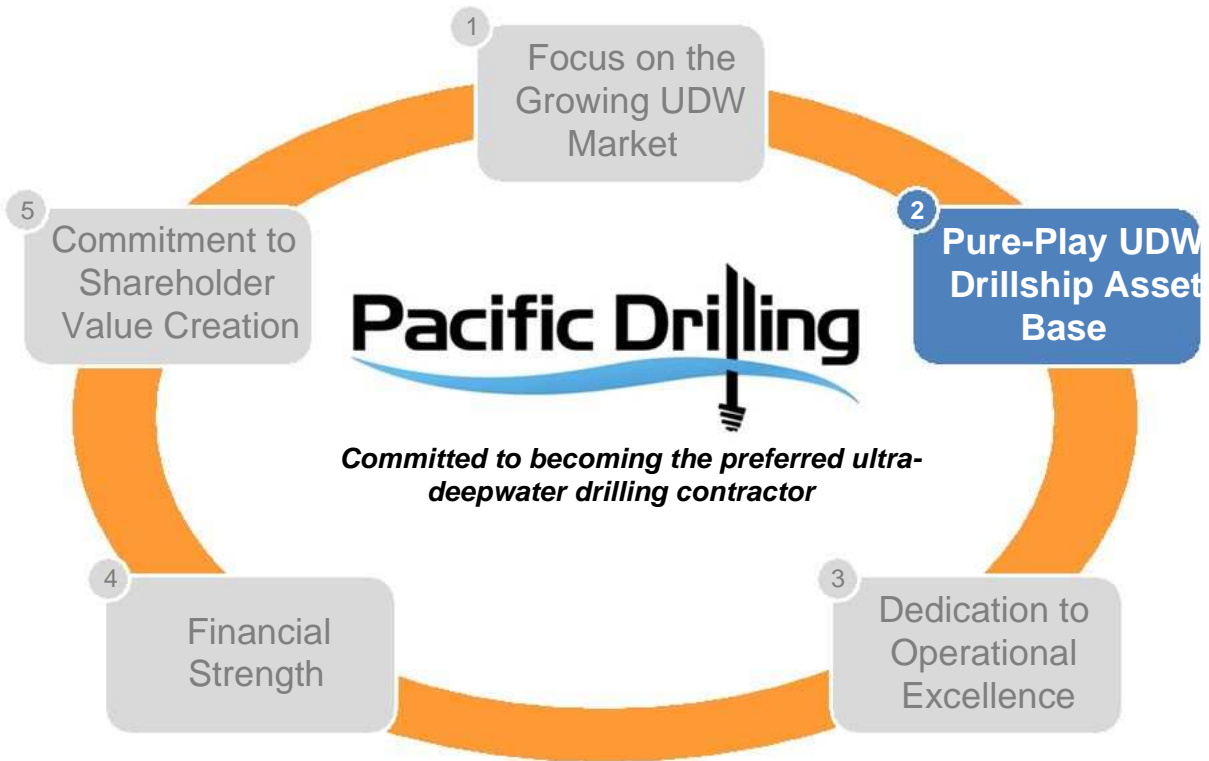 1
Focus on the
Growing UDW
Market
2
Pure-Play UDW
Drillship Asset
Base
3
Dedication to
Operational
Excellence
4
Financial
Strength
5
Commitment to
Shareholder
Value Creation
Pacific Drilling
Committed to becoming the preferred ultra-
deepwater drilling contractor